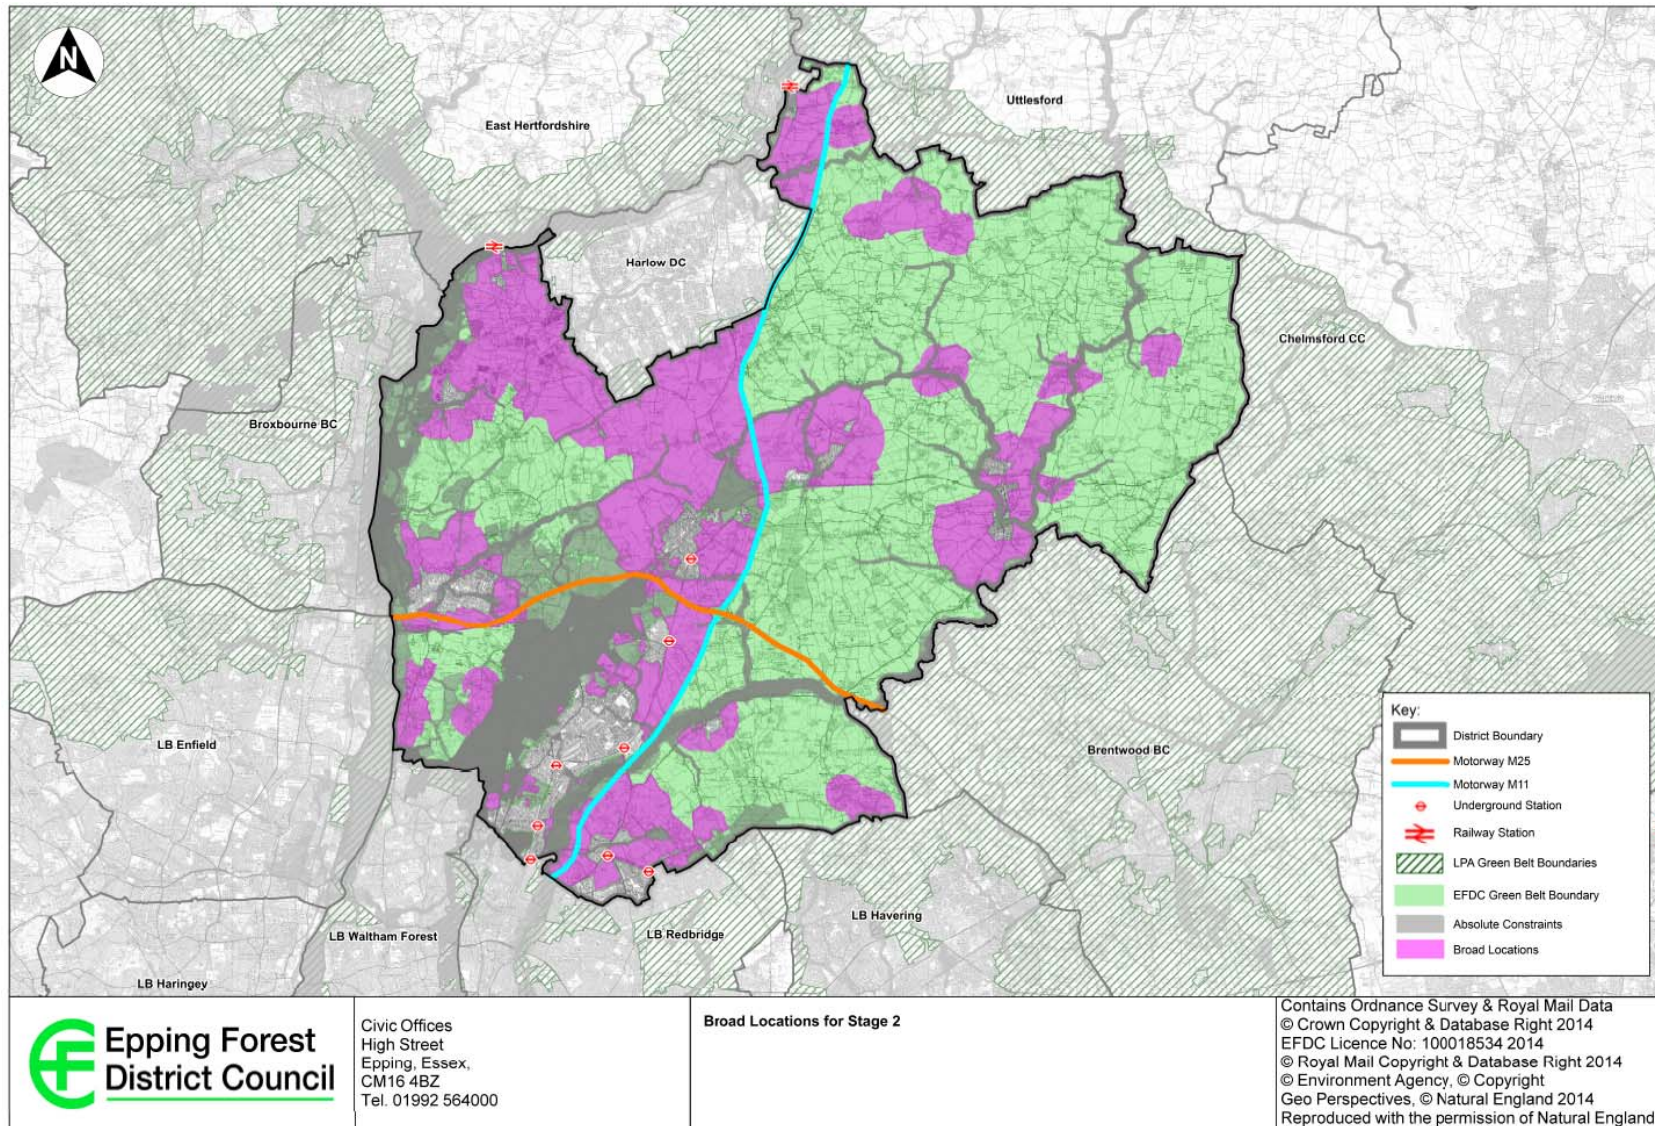 N
Uttlesford
East Hertfordshire
Harlow DC
Chelmsford CC
Broxbourne BC
LB Enfield
Brentwood BC
LB Havering
LB Waltham Forest
LB Redbridge
LB Haringey
Key:
District Boundary
Motorway M25
Motorway M11
Underground Station
Railway Station
LPA Green Belt Boundaries
EFDC Green Belt Boundary
Absolute Constraints
Broad Locations
Epping Forest
District Council
Civic Offices
High Street
Epping, Essex,
CM16 4BZ
Tel. 01992 564000
Broad Locations for Stage 2
Contains Ordnance Survey & Royal Mail Data
© Crown Copyright & Database Right 2014
EFDC Licence No: 100018534 2014
© Royal Mail Copyright & Database Right 2014
© Environment Agency, © Copyright
Geo Perspectives, © Natural England 2014
Reproduced with the permission of Natural England